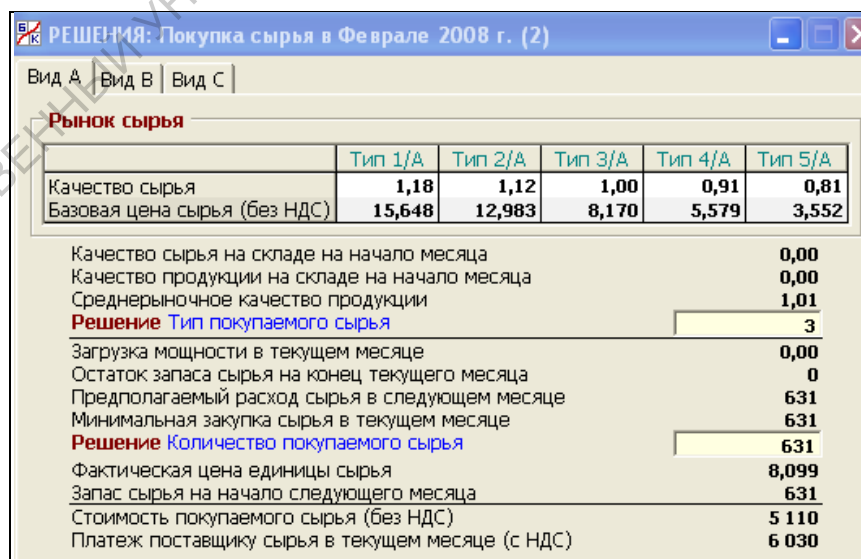 РЕШЕНИЯ: Покупка сырья в Феврале 2008 г. (2)
Вид A Вид B Вид C
Рынок сырья
Тип 1/A Тип 2/A Тип 3/A Тип 4/A Тип 5/A
Качество сырья 1,18 1,12 1,00 0,91 0,81
Базовая цена сырья (без НДС) 15,648 12,983 8,170 5,579 3,552
Качество сырья на складе на начало месяца 0,00
Качество продукции на складе на начало месяца 0,00
Среднерыночное качество продукции 1,01
Решение Тип покупаемого сырья 3
Загрузка мощности в текущем месяце 0,00
Остаток запаса сырья на конец текущего месяца 0
Предполагаемый расход сырья в следующем месяце 631
Минимальная закупка сырья в текущем месяце 631
Решение Количество покупаемого сырья 631
Фактическая цена единицы сырья 8,099
Запас сырья на начало следующего месяца 631
Стоимость покупаемого сырья (без НДС) 5 110
Платеж поставщику сырья в текущем месяце (с НДС) 6 030